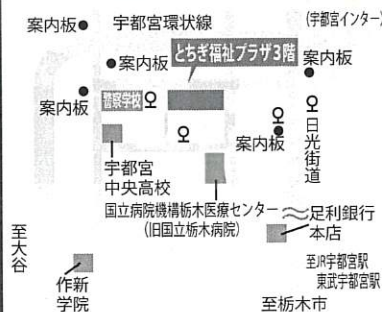 案内板
宇都宮環状線
(宇都宮インター)
とちぎ福祉プラザ3階
案内板
案内板
案内板
警察学校
案内板
日光街道
宇都宮
中央高校
国立病院機構栃木医療センター
(旧国立栃木病院)
足利銀行
本店
至大谷
作新
学院
至JR宇都宮駅
東武宇都宮駅
至栃木市